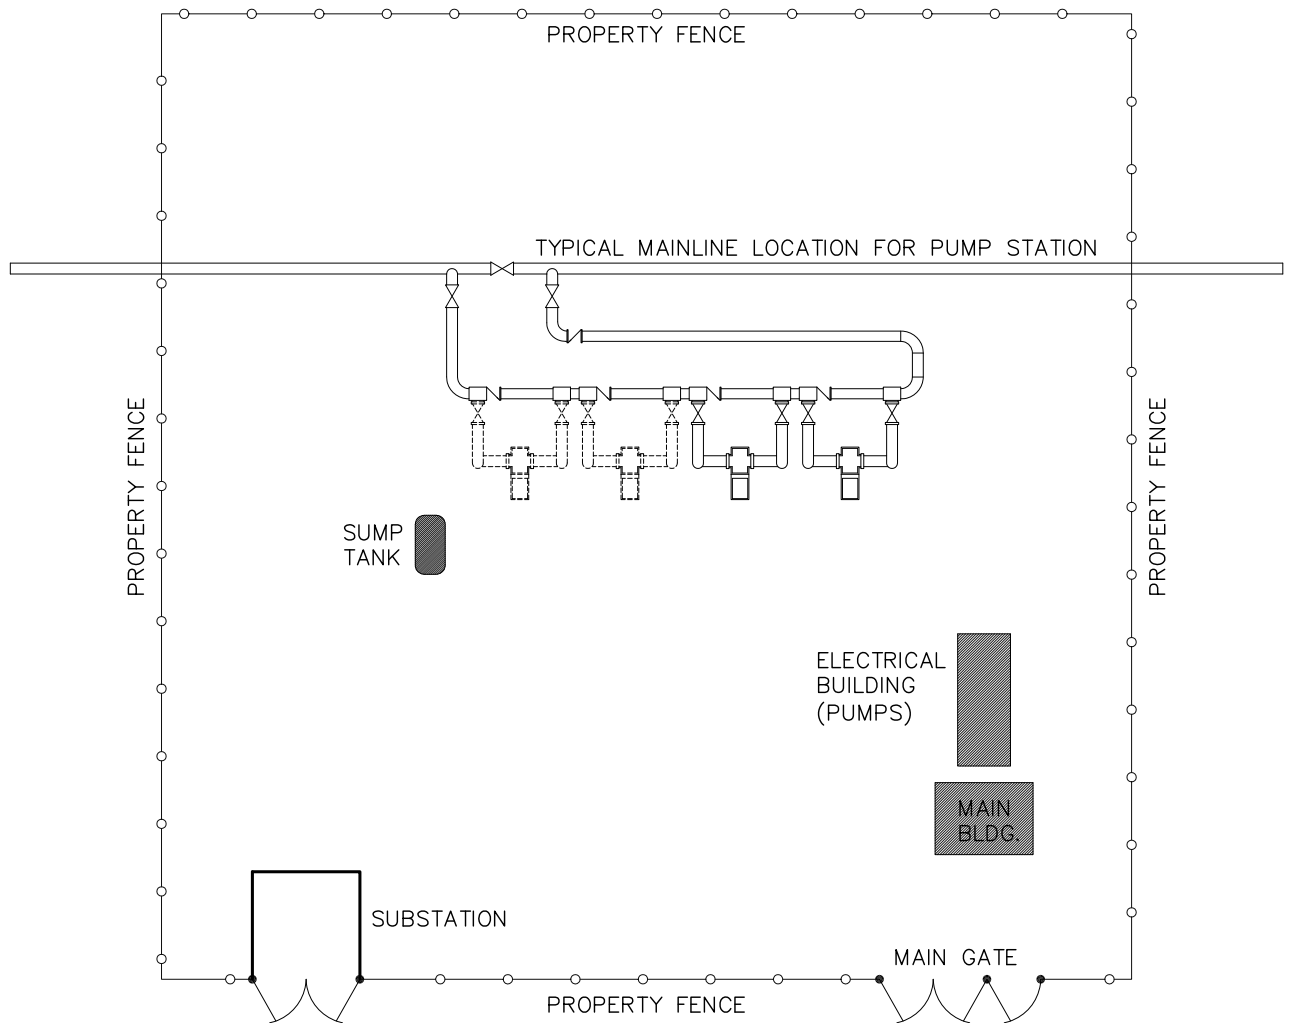 PROPERTY FENCE
TYPICAL MAINLINE LOCATION FOR PUMP STATION
PROPERTY FENCE
PROPERTY FENCE
SUMP
TANK
ELECTRICAL
BUILDING
(PUMPS)
MAIN
BLDG.
SUBSTATION
MAIN GATE
PROPERTY FENCE